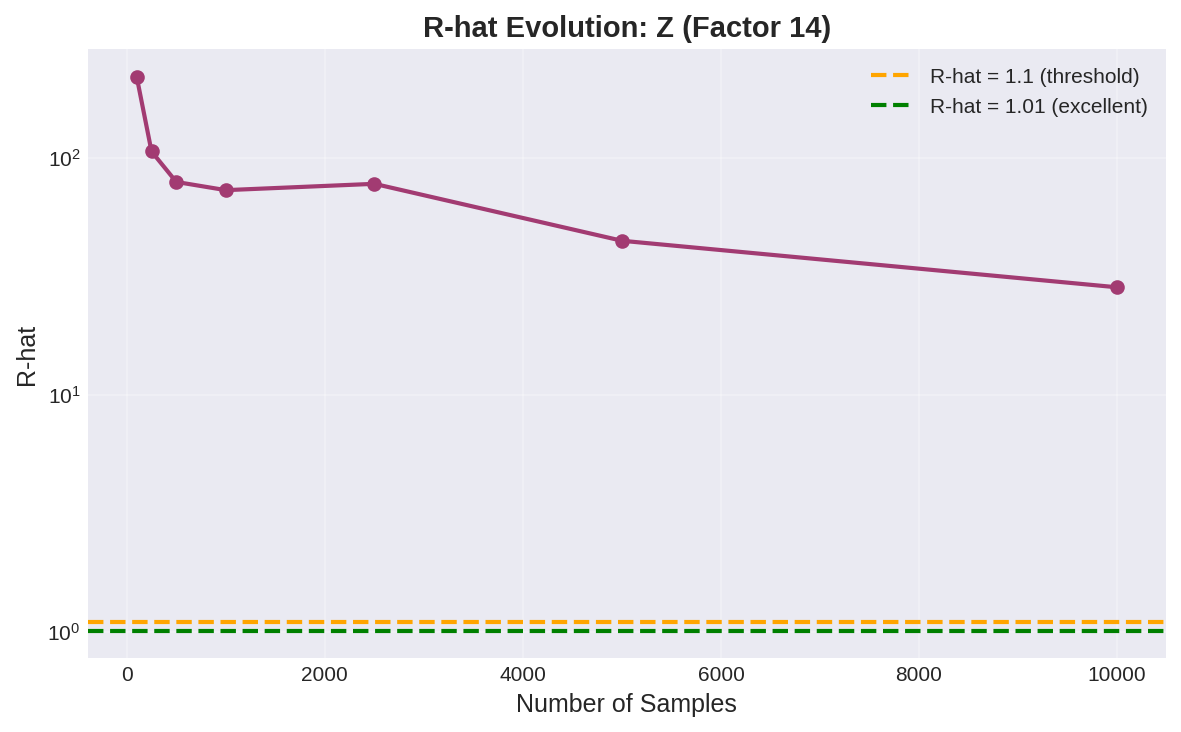 R-hat Evolution: Z (Factor 14)
R-hat = 1.1 (threshold)
R-hat = 1.01 (excellent)
10²
10¹
10⁰
R-hat
0 2000 4000 6000 8000 10000
Number of Samples